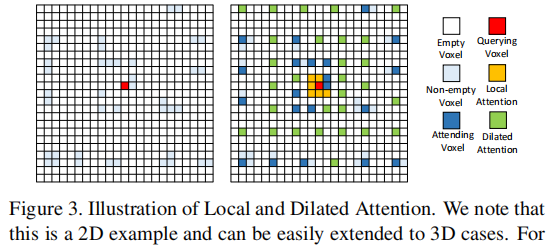 Empty
Voxel
Querying
Voxel
Non-empty
Voxel
Local
Attention
Attending
Voxel
Dilated
Attention
Figure 3. Illustration of Local and Dilated Attention. We note that
this is a 2D example and can be easily extended to 3D cases. For